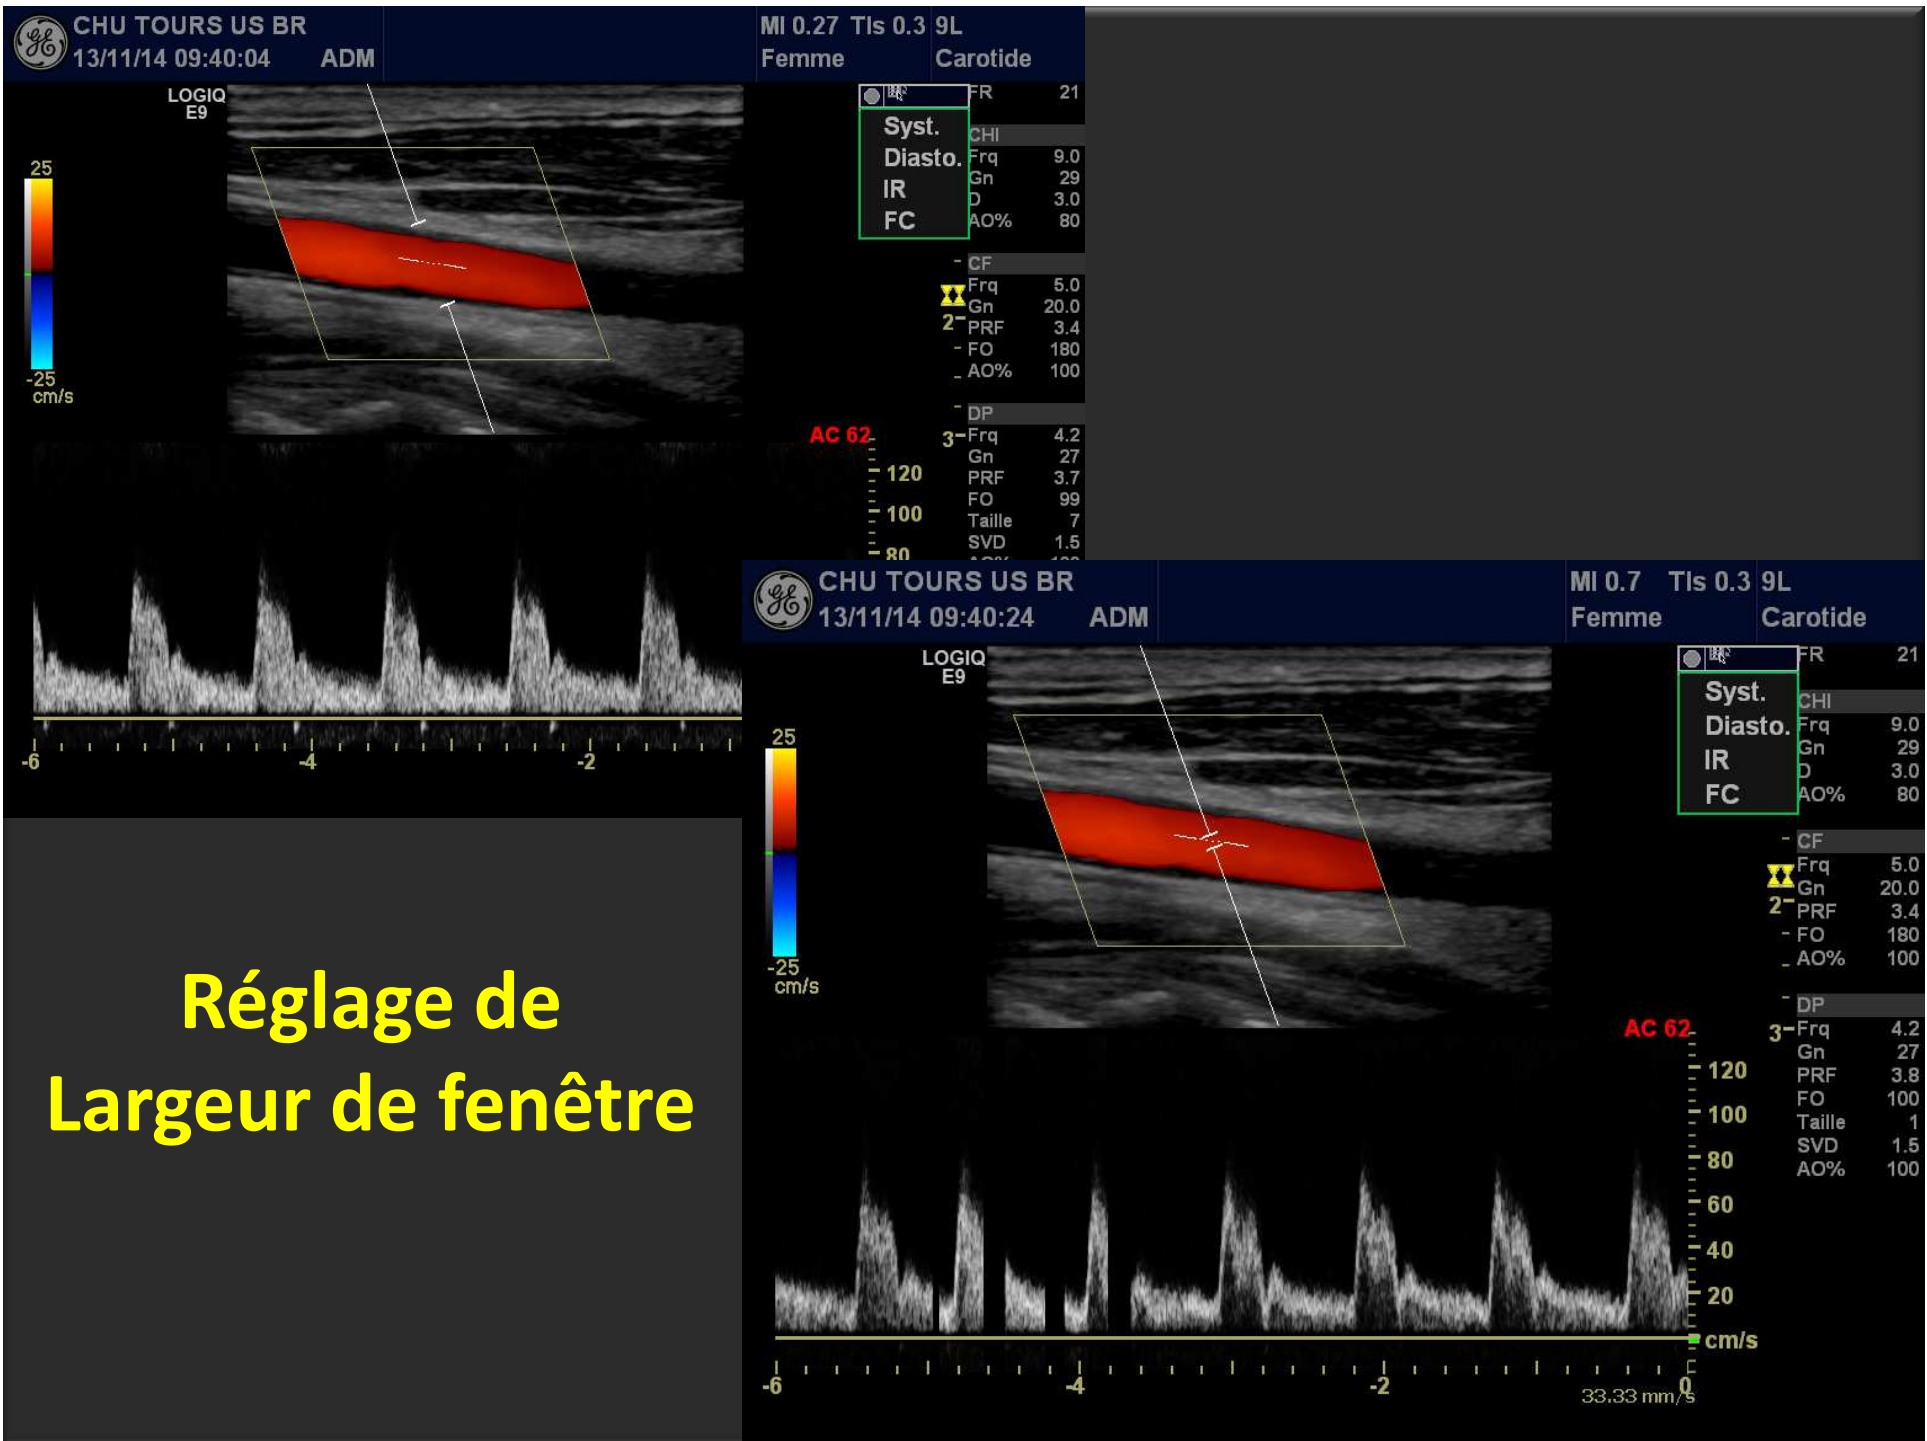 CHU TOURS US BR
13/11/14 09:40:04 ADM
MI 0.27 TIs 0.3 9L
Femme Carotide
LOGIQ
E9
25
-25
cm/s
Syst.
Diasto.
IR
FC
FR 21
CHI
Frq 9.0
Gn 29
D 3.0
AO% 80
CF
Frq 5.0
Gn 20.0
2 PRF 3.4
FO 180
AO% 100
DP
3 Frq 4.2
Gn 27
PRF 3.7
FO 99
Taille 7
SVD 1.5
AC 62
120
100
80
-6 -4 -2
CHU TOURS US BR
13/11/14 09:40:24 ADM
MI 0.7 TIs 0.3 9L
Femme Carotide
LOGIQ
E9
25
-25
cm/s
Syst.
Diasto.
IR
FC
FR 21
CHI
Frq 9.0
Gn 29
D 3.0
AO% 80
CF
Frq 5.0
Gn 20.0
2 PRF 3.4
FO 180
AO% 100
DP
3 Frq 4.2
Gn 27
PRF 3.8
FO 100
Taille 1
SVD 1.5
AO% 100
AC 62
120
100
80
60
40
20
cm/s
-6 -4 -2 0
33.33 mm/s
Réglage de
Largeur de fenêtre